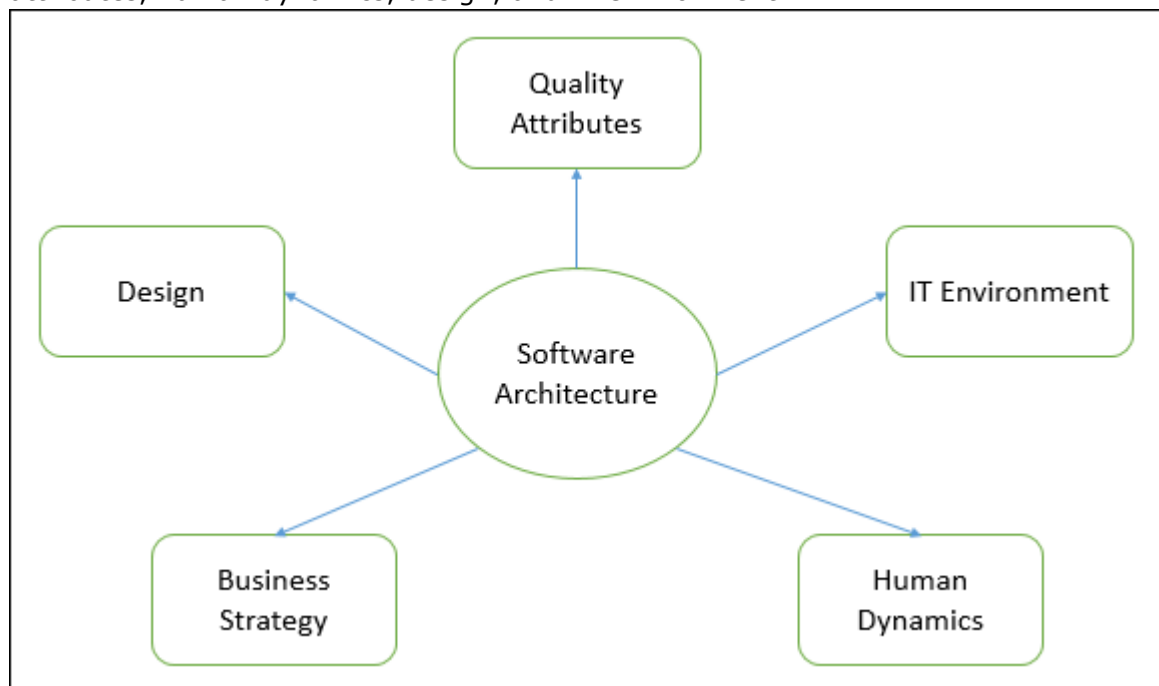 Quality
Attributes
Design
IT Environment
Software
Architecture
Business
Strategy
Human
Dynamics